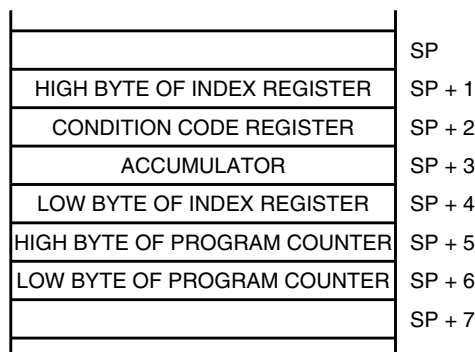 SP
HIGH BYTE OF INDEX REGISTER SP + 1
CONDITION CODE REGISTER SP + 2
ACCUMULATOR SP + 3
LOW BYTE OF INDEX REGISTER SP + 4
HIGH BYTE OF PROGRAM COUNTER SP + 5
LOW BYTE OF PROGRAM COUNTER SP + 6
SP + 7